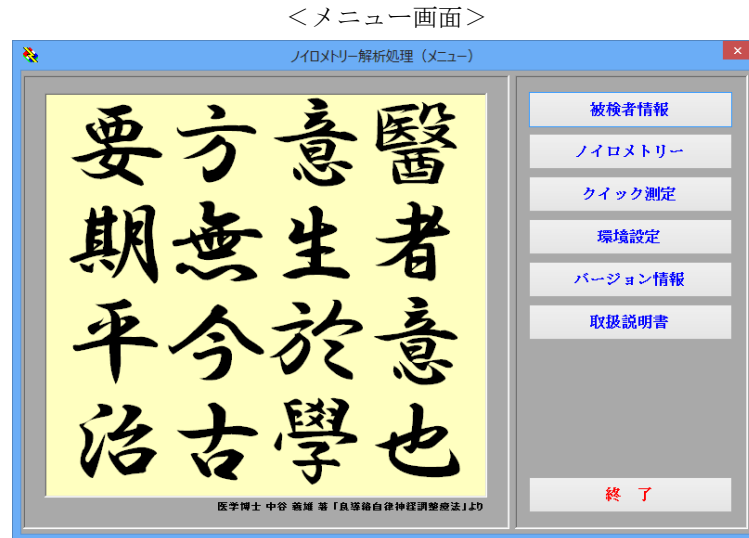 ＜メニュー画面＞
ノイロメトリー解析処理（メニュー）
醫者意也
意生於學
方無今古
要期平治
医学博士 中谷 義雄 著「良導絡自律神経調整療法」より
被検者情報
ノイロメトリー
クイック測定
環境設定
バージョン情報
取扱説明書
終 了